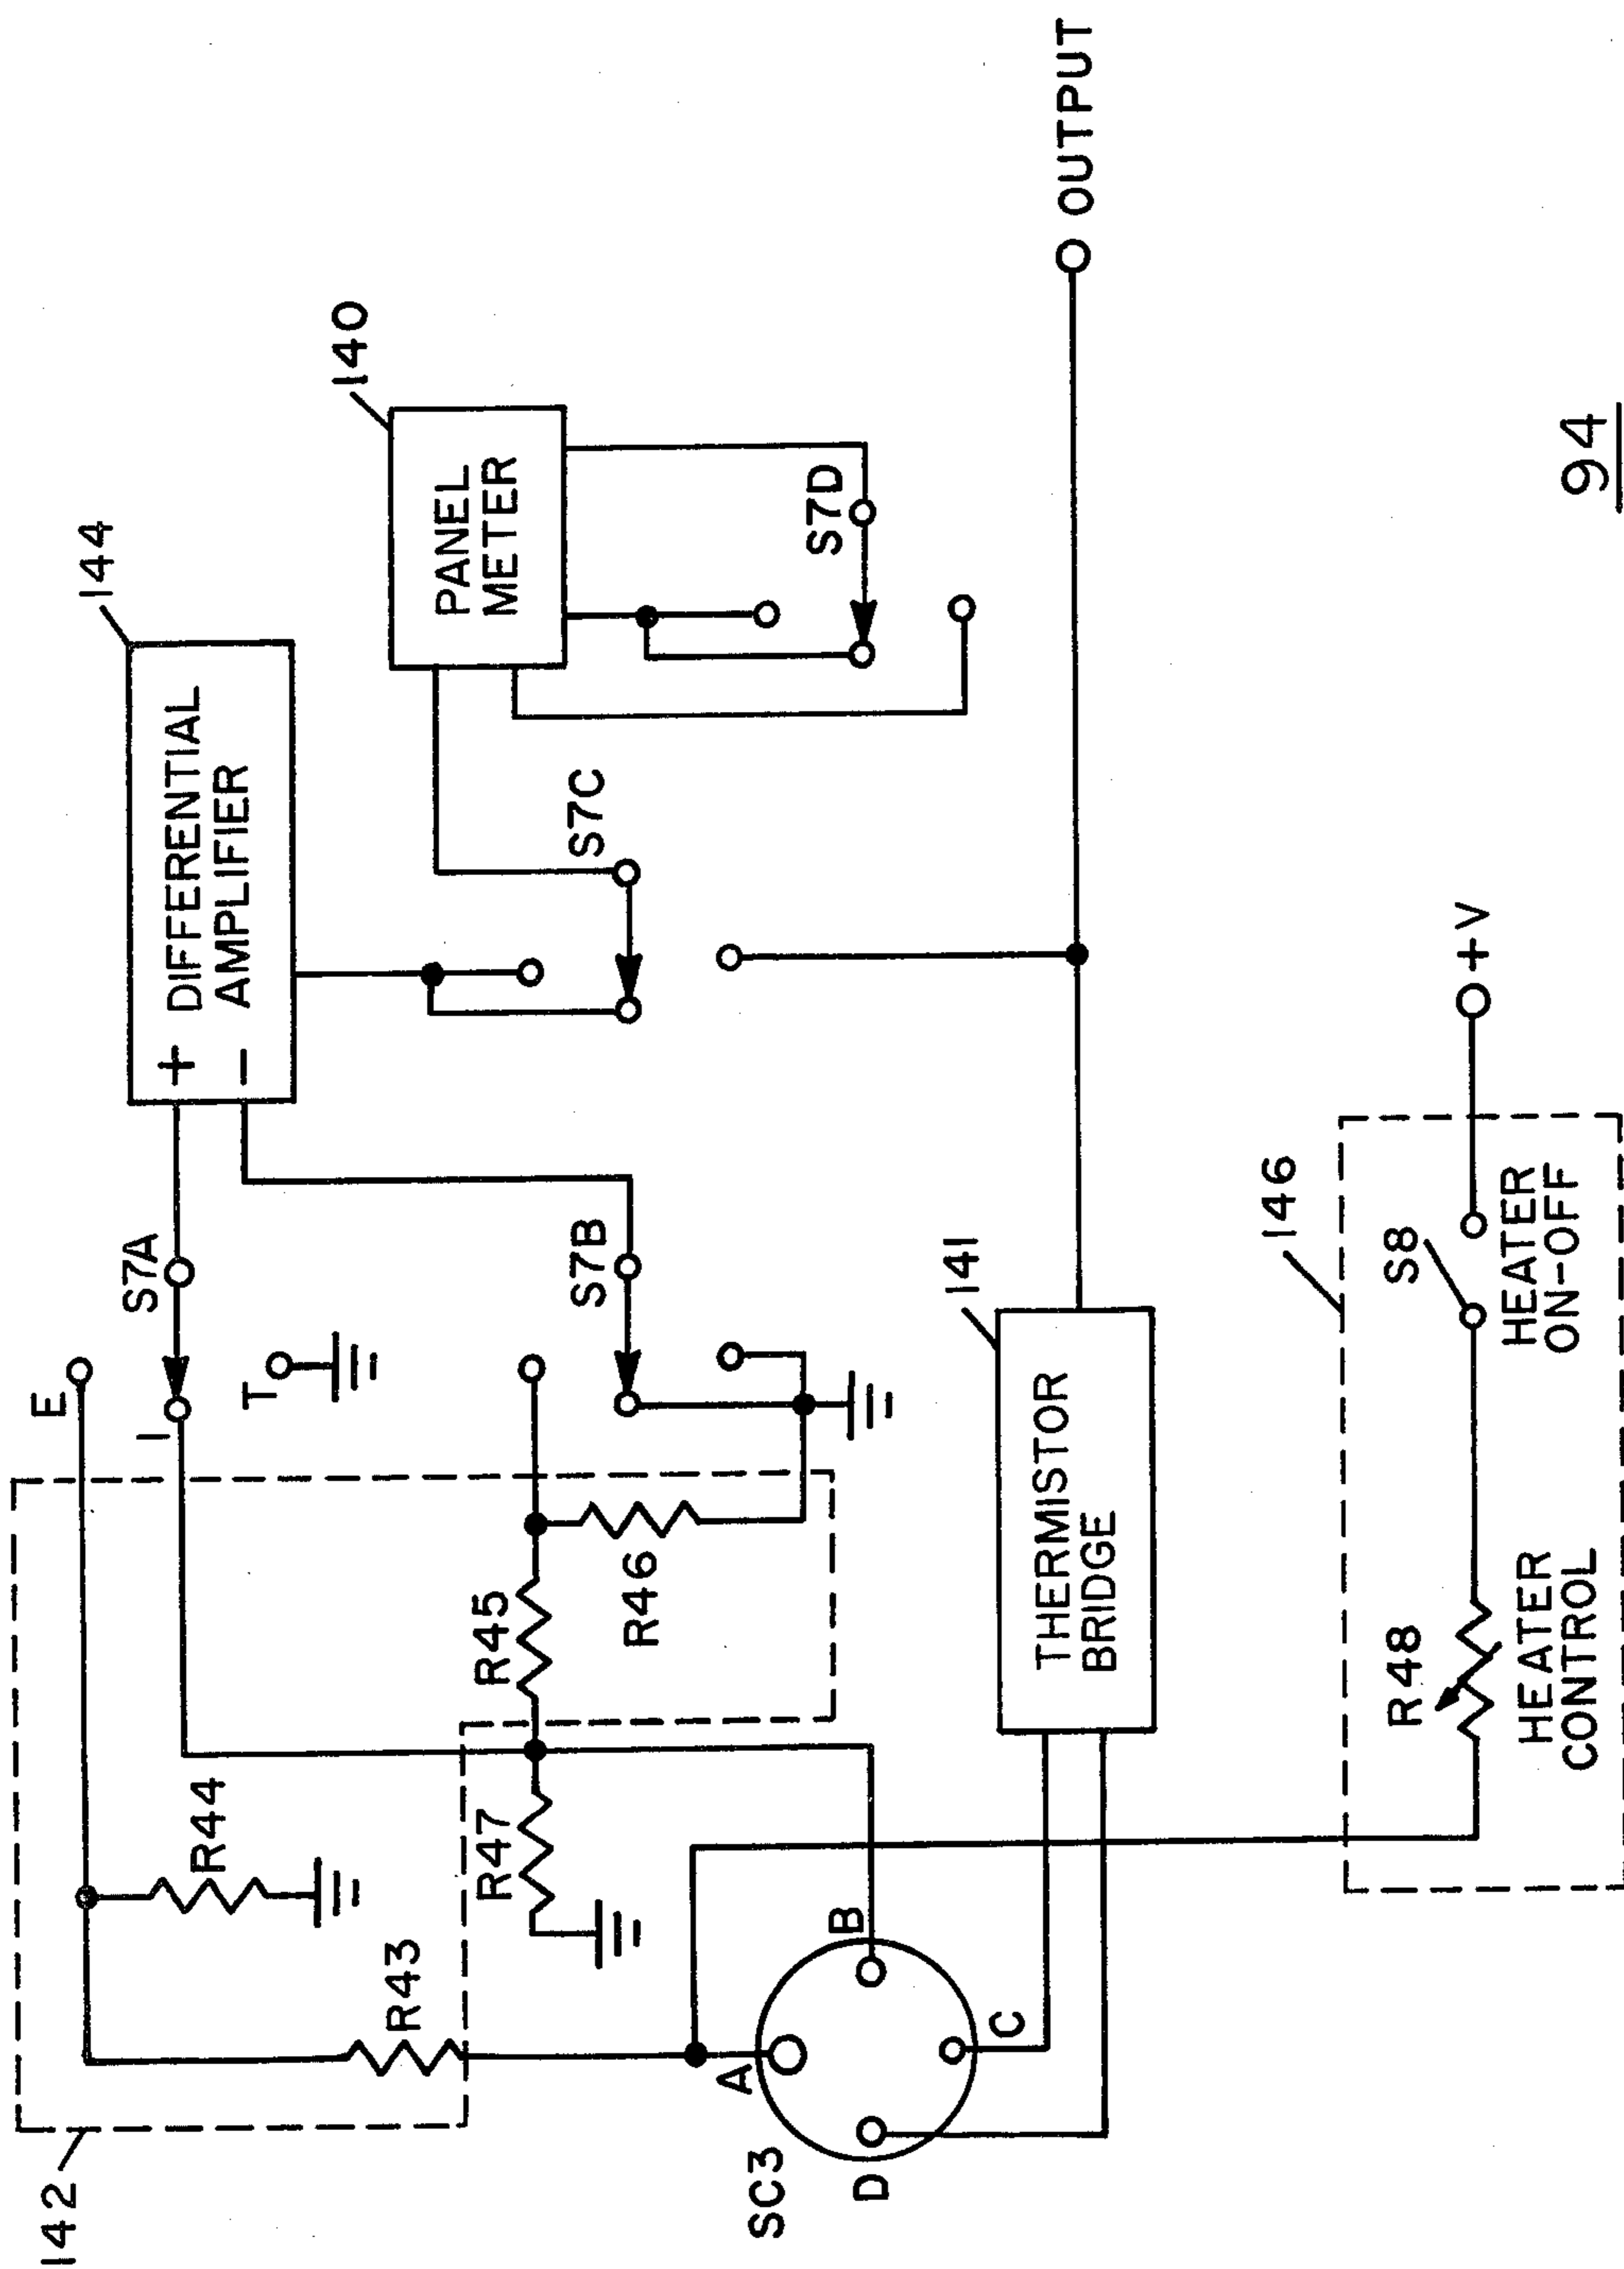 142
R43
R44
E
I
T
S7A
144
+ DIFFERENTIAL
− AMPLIFIER
140
PANEL
METER
S7D
S7C
S7B
R45
R46
R47
SC3
A
B
C
D
141
THERMISTOR
BRIDGE
OUTPUT
146
R48
HEATER
CONTROL
S8
HEATER
ON-OFF
+V
94